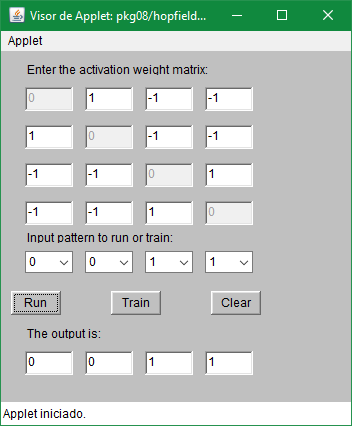 Visor de Applet: pkg08/hopfield...
Applet
Enter the activation weight matrix:
0 1 -1 -1
1 0 -1 -1
-1 -1 0 1
-1 -1 1 0
Input pattern to run or train:
0 0 1 1
Run Train Clear
The output is:
0 0 1 1
Applet iniciado.